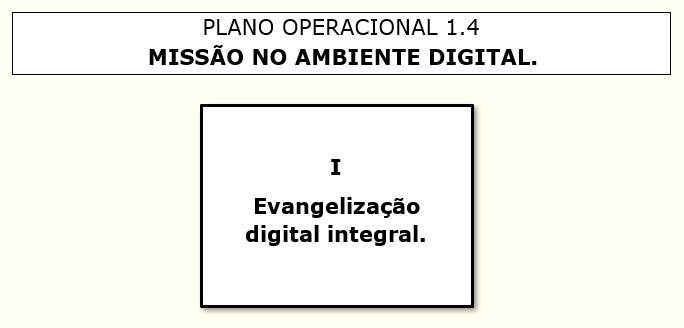 PLANO OPERACIONAL 1.4
MISSÃO NO AMBIENTE DIGITAL.
I
Evangelização
digital integral.